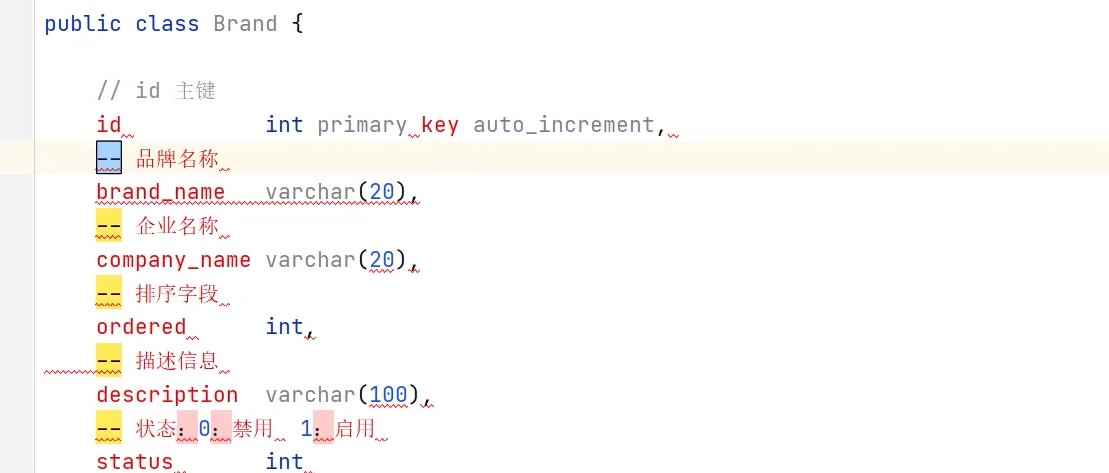 public class Brand {
// id 主键
id int primary key auto_increment,
-- 品牌名称
brand_name varchar(20),
-- 企业名称
company_name varchar(20),
-- 排序字段
ordered int,
-- 描述信息
description varchar(100),
-- 状态：0：禁用 1：启用
status int